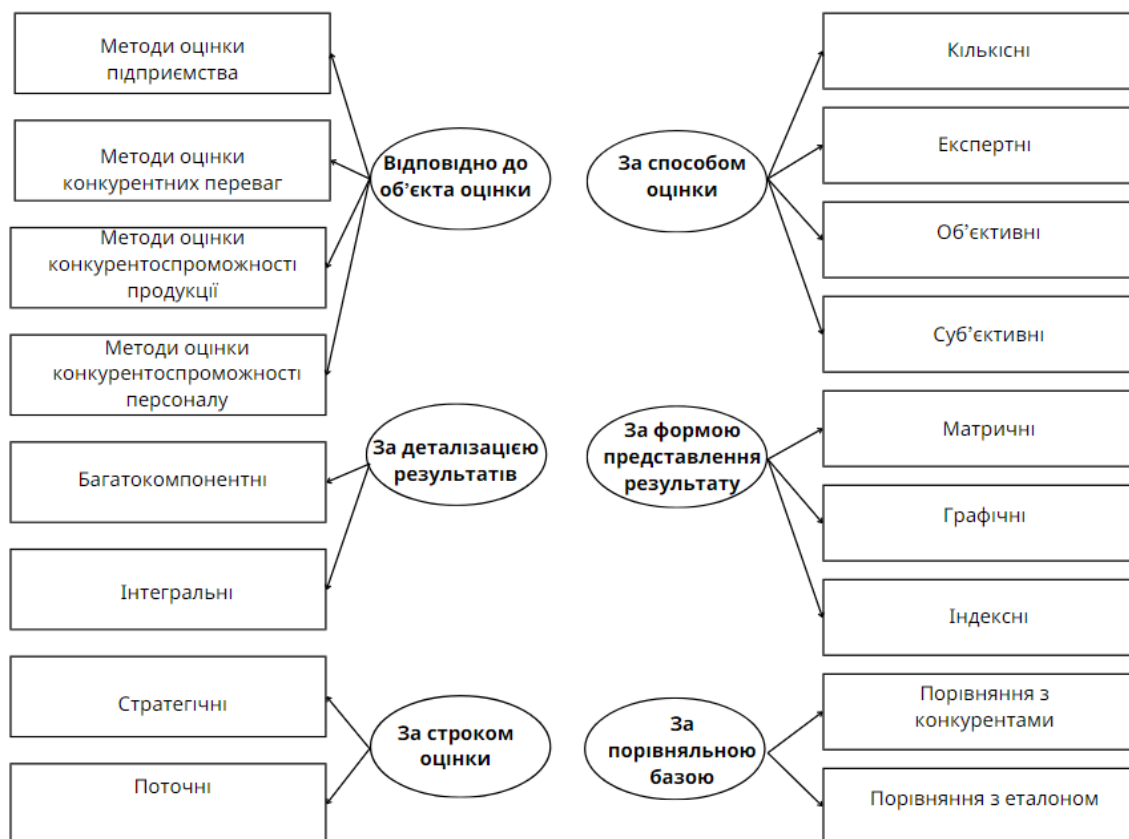 Методи оцінки
підприємства
Методи оцінки
конкурентних переваг
Методи оцінки
конкурентоспроможності
продукції
Методи оцінки
конкурентоспроможності
персоналу
Відповідно до
об’єкта оцінки
Багатокомпонентні
Інтегральні
За деталізацією
результатів
Стратегічні
Поточні
За строком
оцінки
За способом
оцінки
Кількісні
Експертні
Об’єктивні
Суб’єктивні
За формою
представлення
результату
Матричні
Графічні
Індексні
За
порівняльною
базою
Порівняння з
конкурентами
Порівняння з еталоном